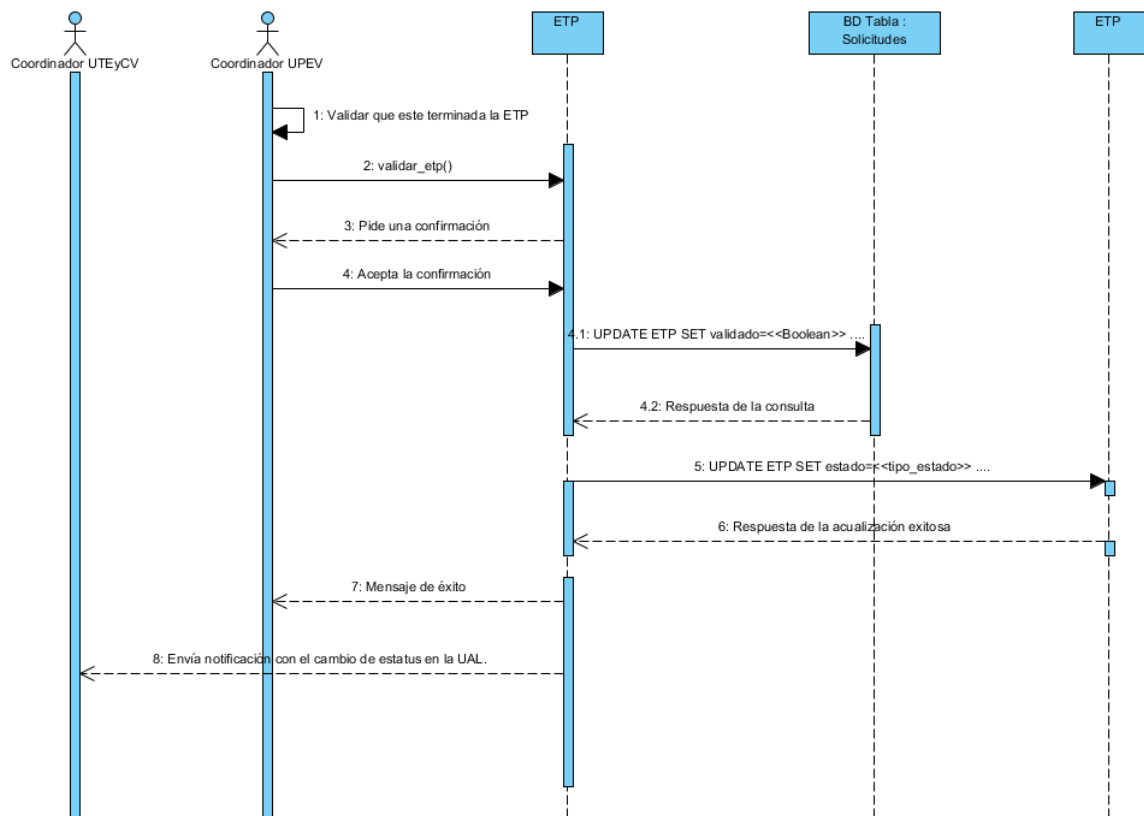 ETP
BD Tabla :
Solicitudes
ETP
Coordinador UTEyCV
Coordinador UPEV
1: Validar que este terminada la ETP
2: validar_etp()
3: Pide una confirmación
4: Acepta la confirmación
4.1: UPDATE ETP SET validado=<<Boolean>> ....
4.2: Respuesta de la consulta
5: UPDATE ETP SET estado=<<tipo_estado>> ....
6: Respuesta de la acualización exitosa
7: Mensaje de éxito
8: Envía notificación con el cambio de estatus en la UAL.